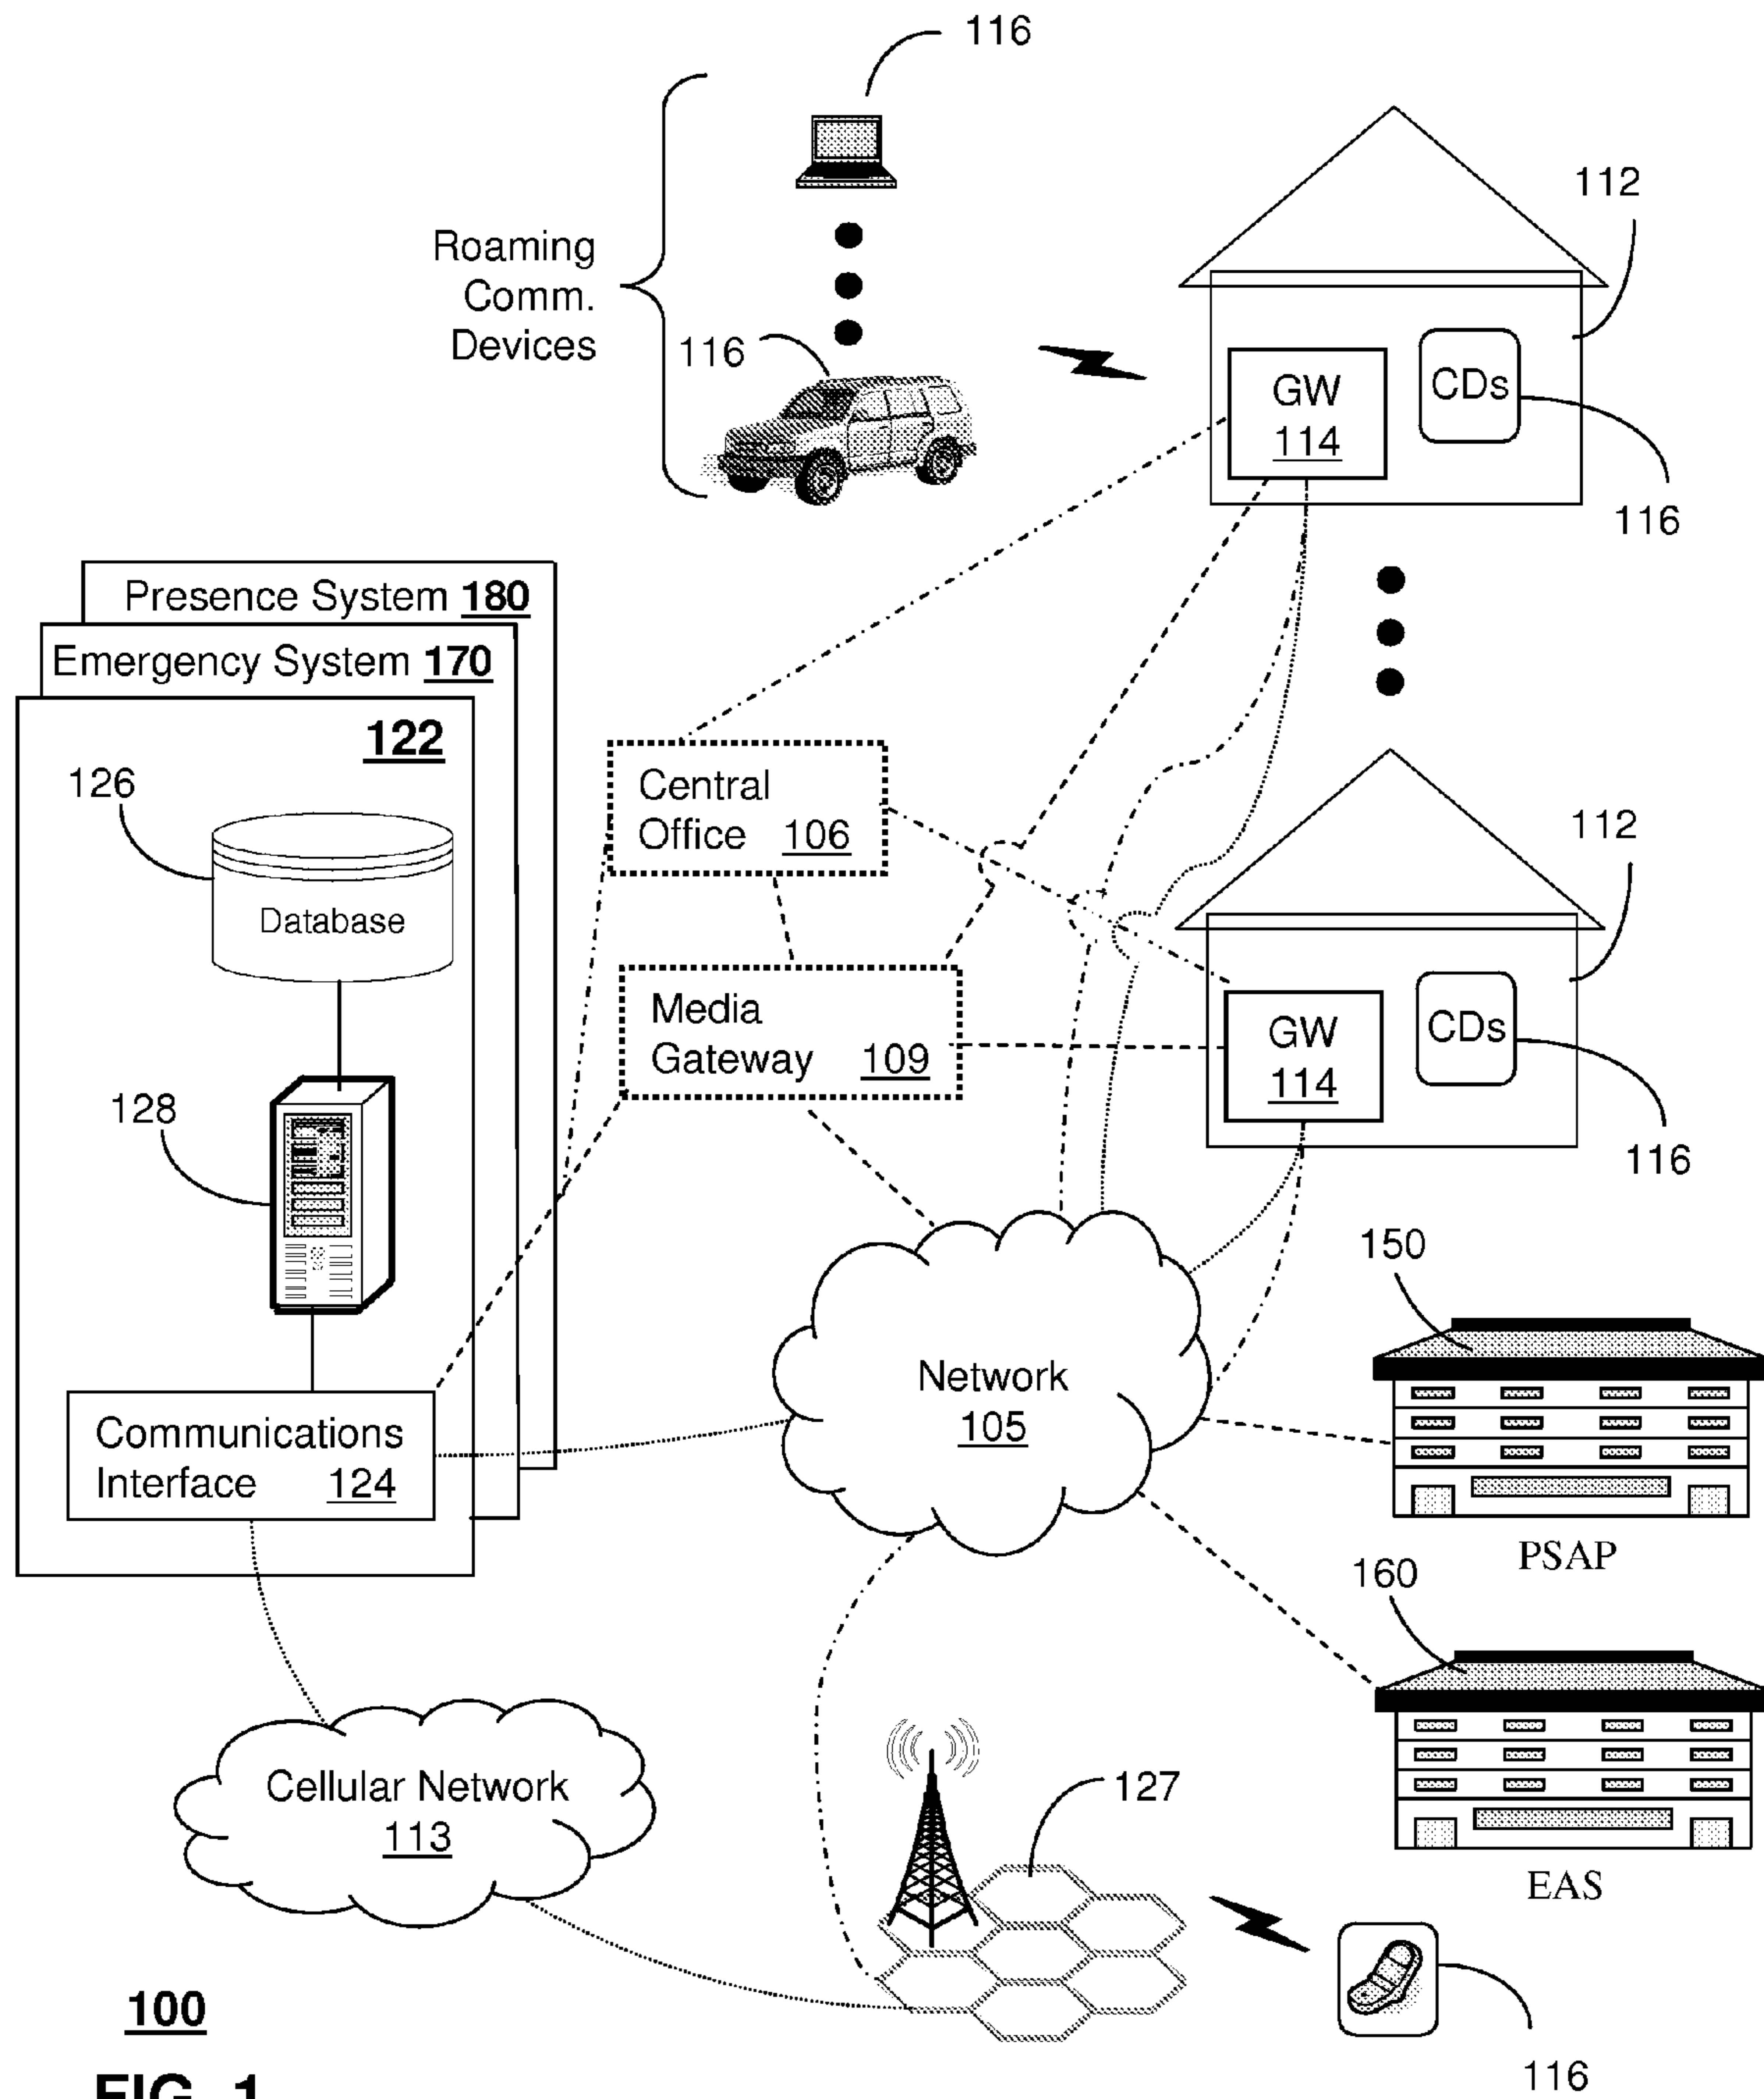 116
112
Roaming
Comm.
Devices
116
GW
114
CDs
116
Presence System 180
Emergency System 170
122
126
Database
Central
Office 106
112
Media
Gateway 109
GW
114
CDs
116
128
150
Network
105
Communications
Interface 124
PSAP
160
Cellular Network
113
127
EAS
100
116
FIG. 1